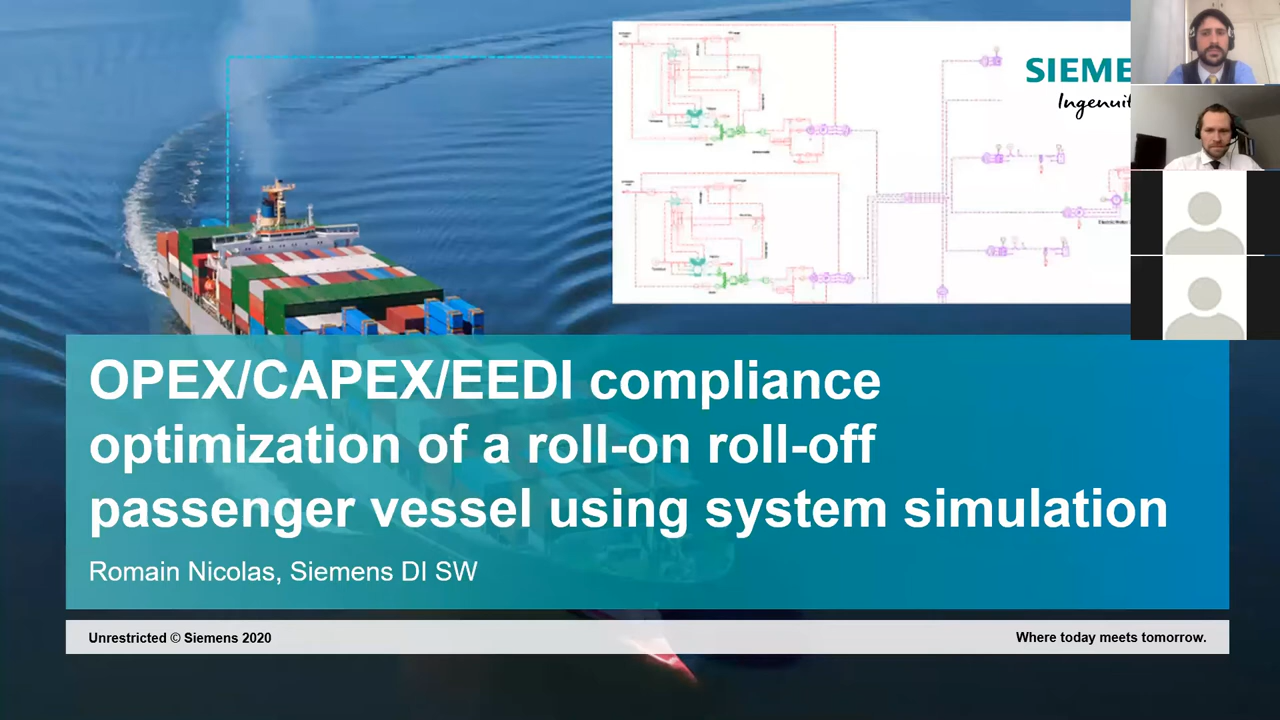 SIEME
Ingenuit
OPEX/CAPEX/EEDI compliance
optimization of a roll-on roll-off
passenger vessel using system simulation
Romain Nicolas, Siemens DI SW
Unrestricted © Siemens 2020
Where today meets tomorrow.